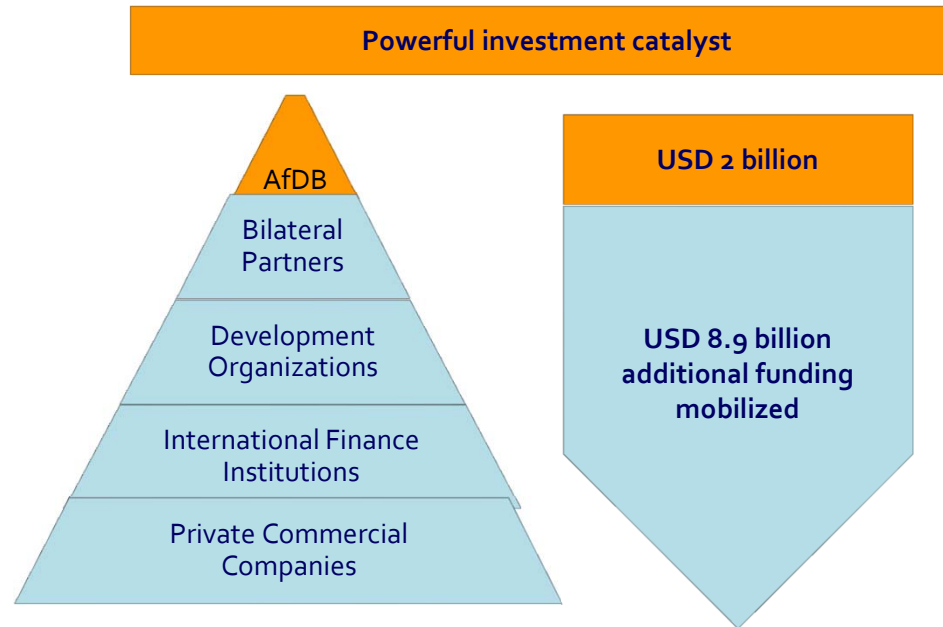 Powerful investment catalyst
AfDB
Bilateral
Partners
Development
Organizations
International Finance
Institutions
Private Commercial
Companies
USD 2 billion
USD 8.9 billion
additional funding
mobilized